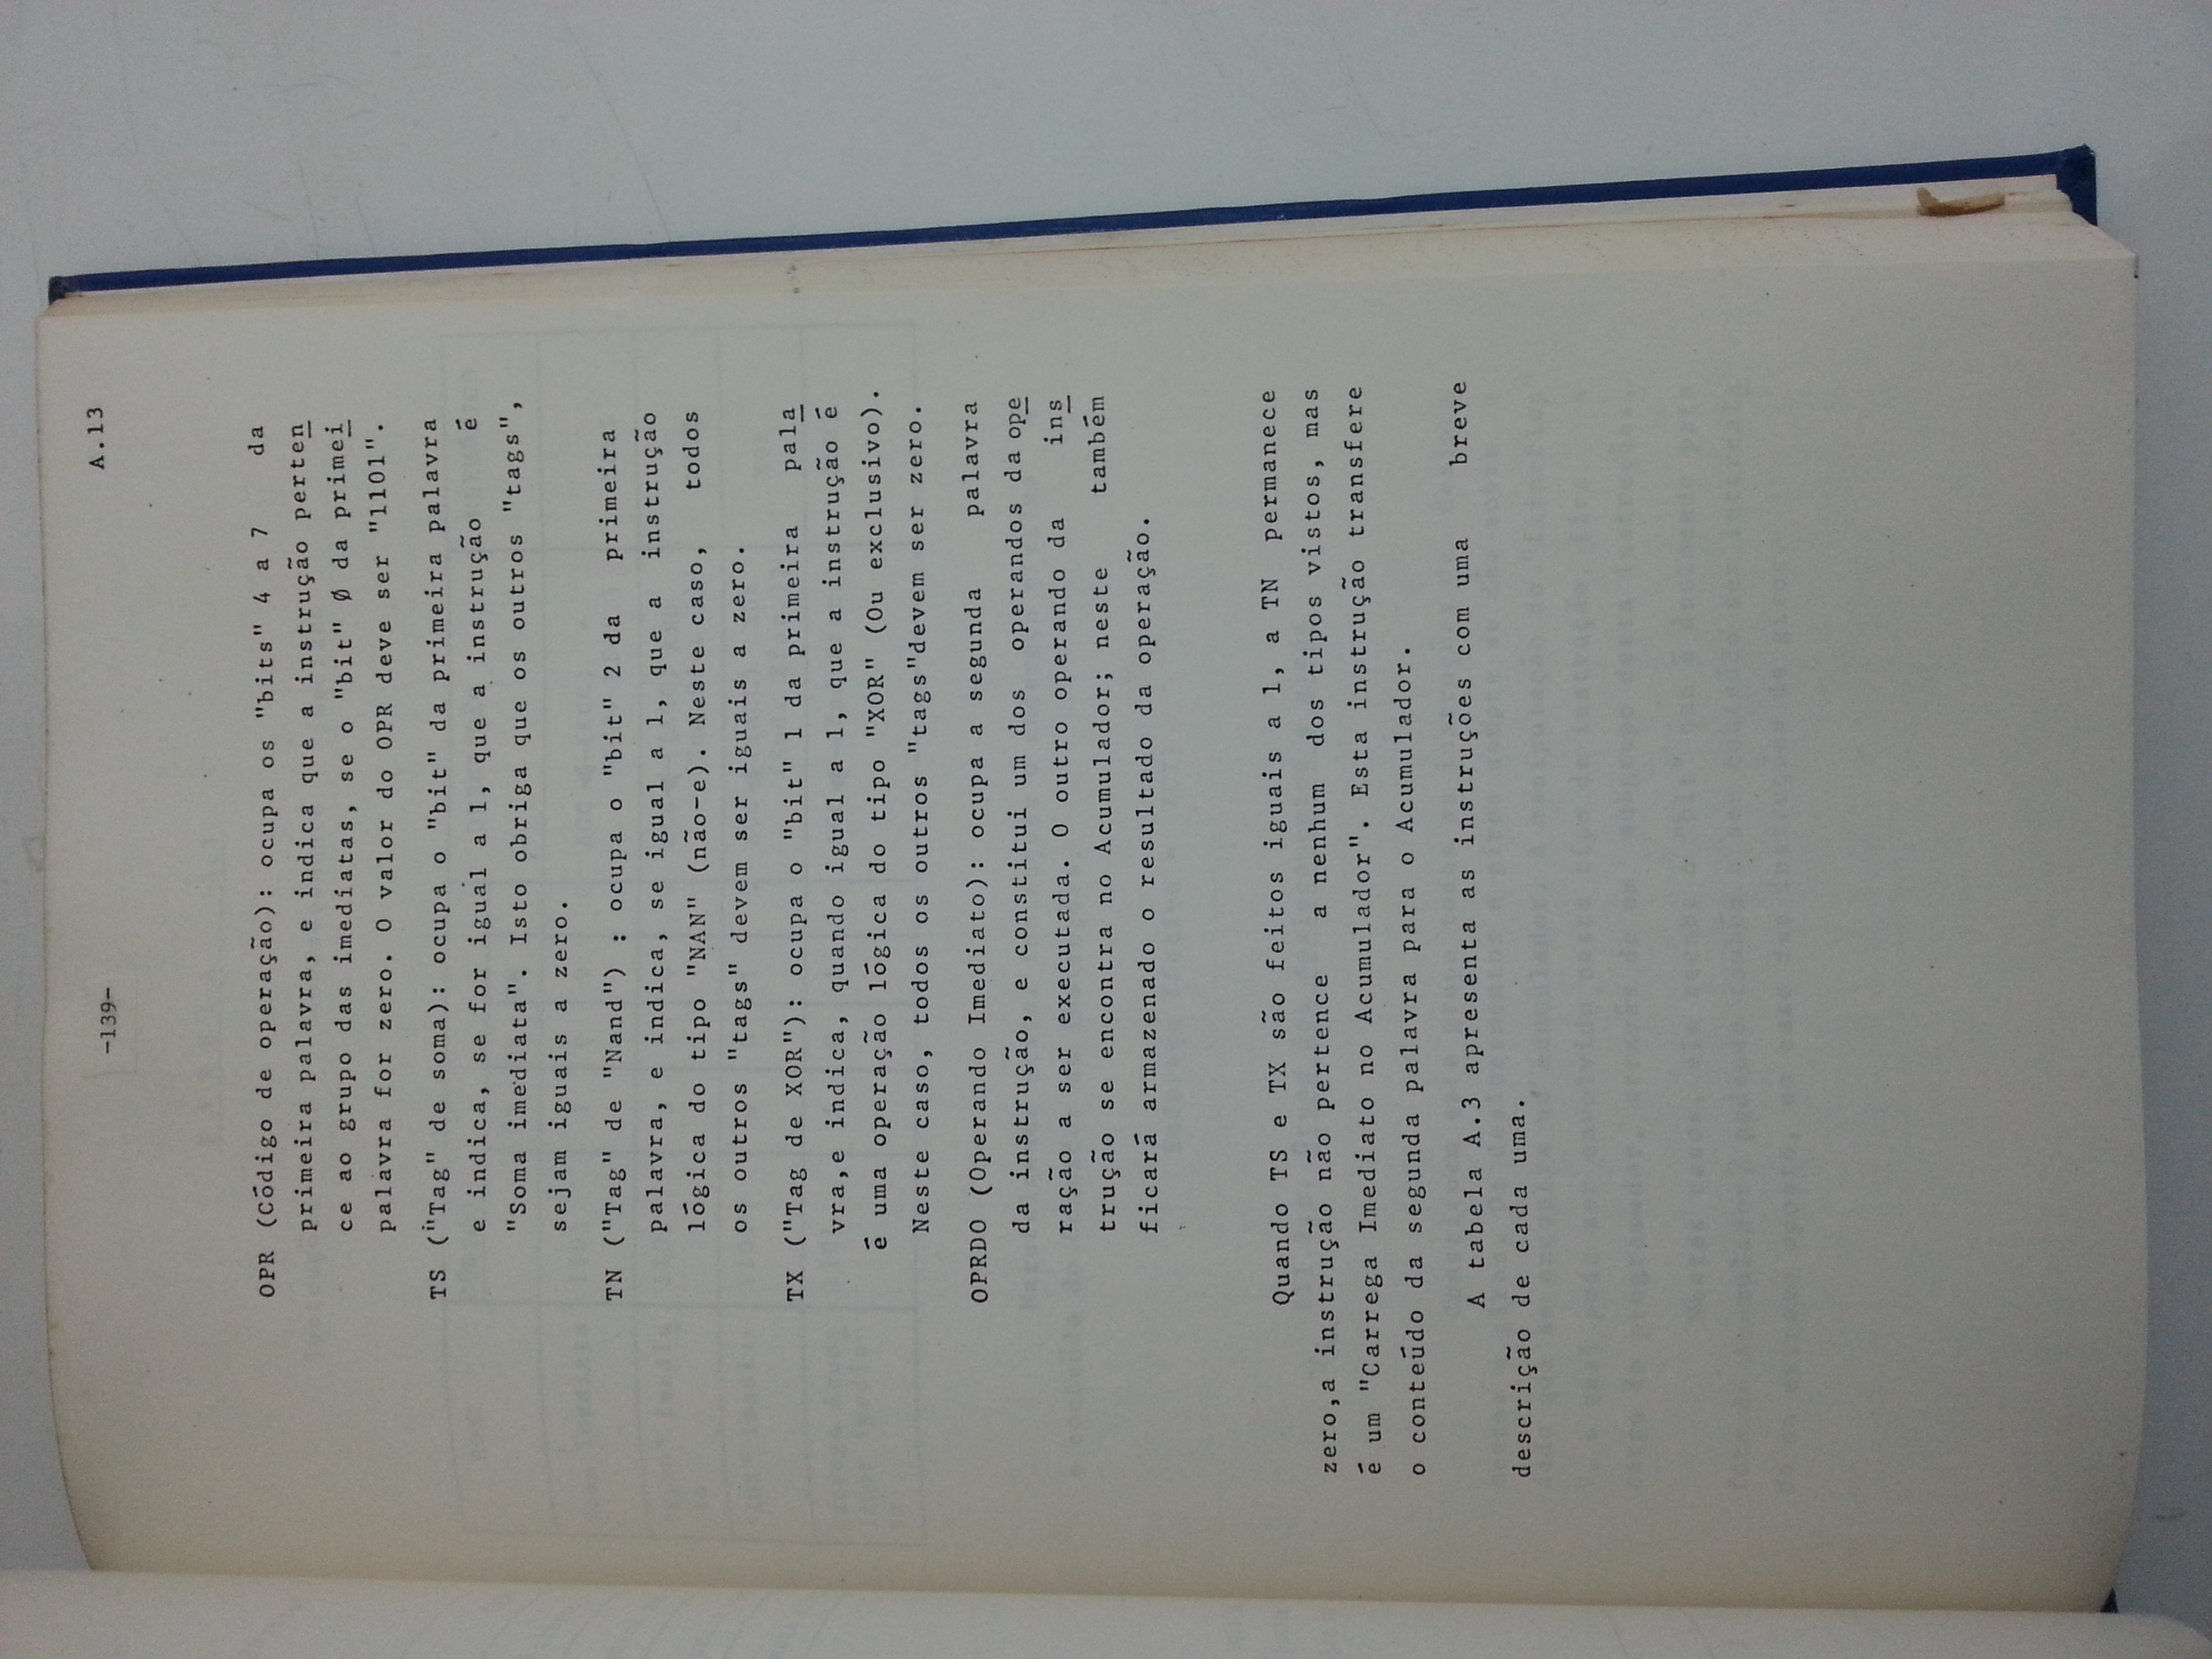 -139- A.13
OPR (Código de operação): ocupa os "bits" 4 a 7 da
primeira palavra, e indica que a instrução perten
ce ao grupo das imediatas, se o "bit" Ø da primei
palavra for zero. O valor do OPR deve ser "1101".
TS ("Tag" de soma): ocupa o "bit" da primeira palavra
e indica, se for igual a 1, que a instrução é
"Soma imediata". Isto obriga que os outros "tags",
sejam iguais a zero.
TN ("Tag" de "Nand") : ocupa o "bit" 2 da primeira
palavra, e indica, se igual a 1, que a instrução
lógica do tipo "NAN" (não-e). Neste caso, todos
os outros "tags" devem ser iguais a zero.
TX ("Tag de XOR"): ocupa o "bit" 1 da primeira pala
vra,e indica, quando igual a 1, que a instrução é
é uma operação lógica do tipo "XOR" (Ou exclusivo).
Neste caso, todos os outros "tags"devem ser zero.
OPRDO (Operando Imediato): ocupa a segunda palavra
da instrução, e constitui um dos operandos da ope
ração a ser executada. O outro operando da ins
trução se encontra no Acumulador; neste também
ficará armazenado o resultado da operação.
Quando TS e TX são feitos iguais a 1, a TN permanece
zero,a instrução não pertence a nenhum dos tipos vistos, mas
é um "Carrega Imediato no Acumulador". Esta instrução transfere
o conteúdo da segunda palavra para o Acumulador.
A tabela A.3 apresenta as instruções com uma breve
descrição de cada uma.